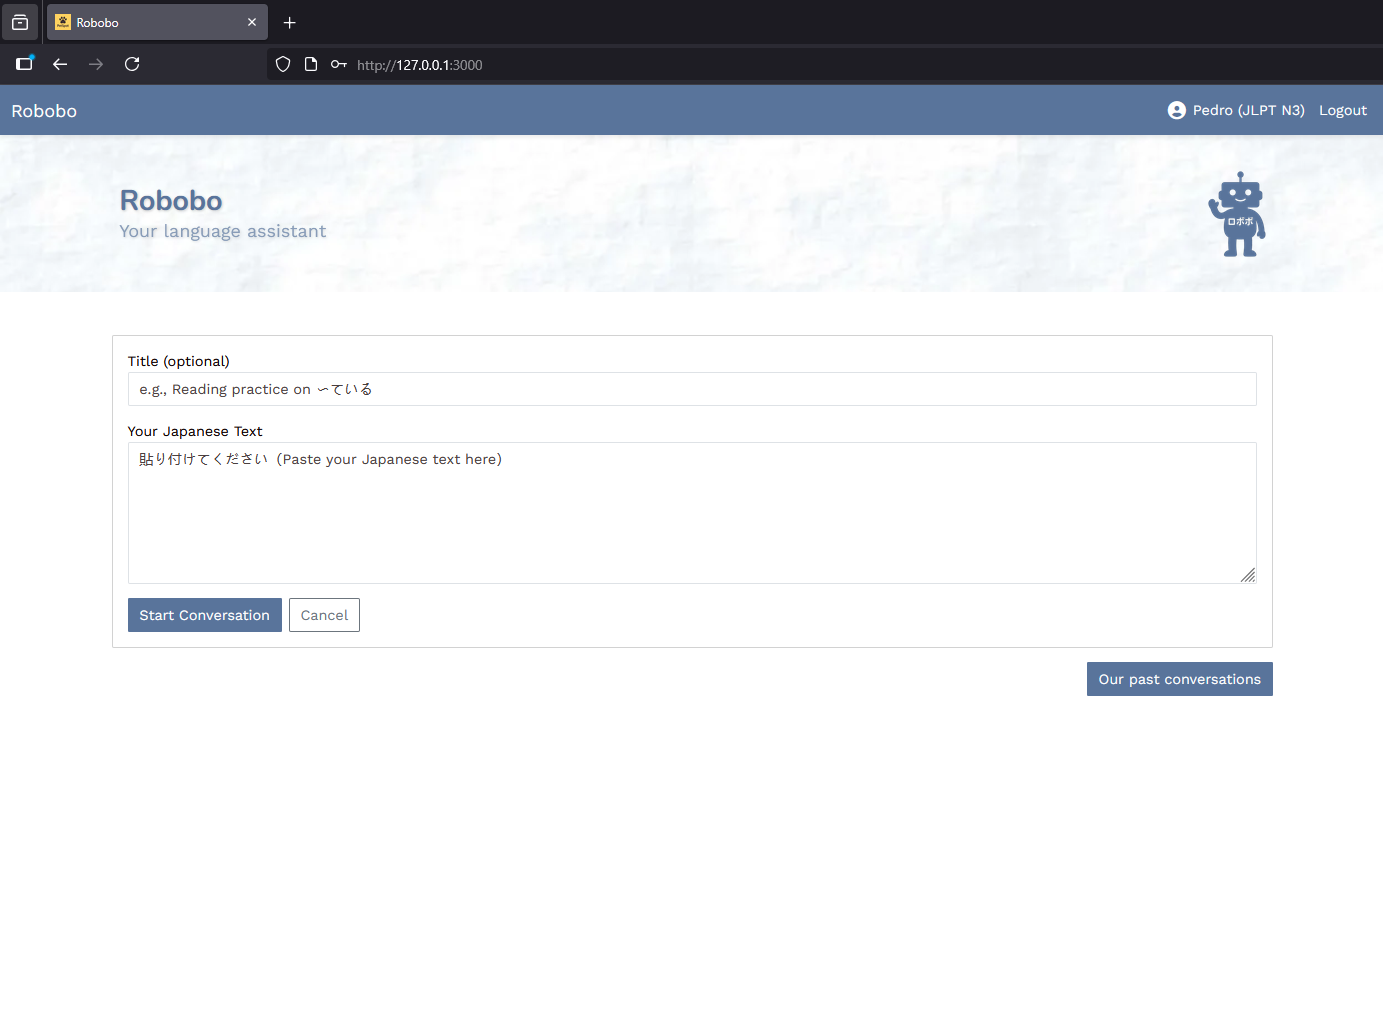 Robobo
http://127.0.0.1:3000
Robobo
Pedro (JLPT N3)
Logout
Robobo
Your language assistant
ロボボ
Title (optional)
e.g., Reading practice on ～ている
Your Japanese Text
貼り付けてください (Paste your Japanese text here)
Start Conversation
Cancel
Our past conversations